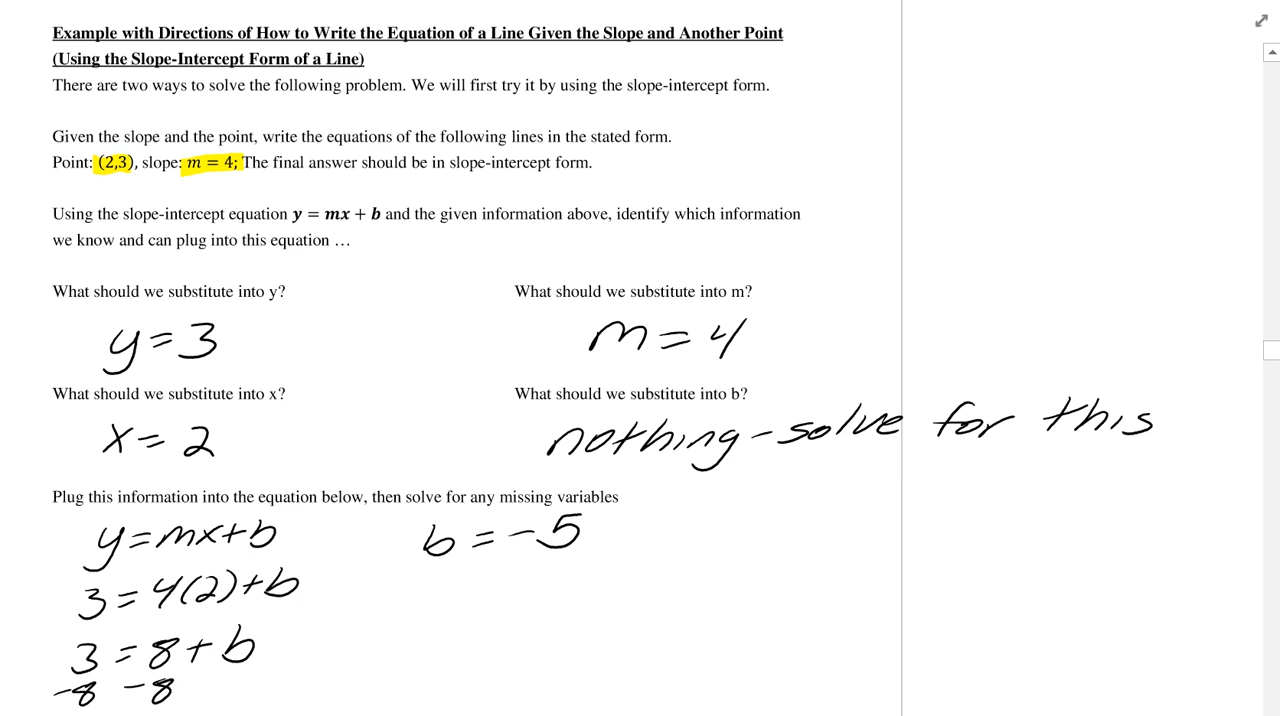 Example with Directions of How to Write the Equation of a Line Given the Slope and Another Point
(Using the Slope-Intercept Form of a Line)
There are two ways to solve the following problem. We will first try it by using the slope-intercept form.
Given the slope and the point, write the equations of the following lines in the stated form.
Point: (2,3), slope: m = 4; The final answer should be in slope-intercept form.
Using the slope-intercept equation y = mx + b and the given information above, identify which information
we know and can plug into this equation …
What should we substitute into y? What should we substitute into m?
y = 3 m = 4
What should we substitute into x? What should we substitute into b?
x = 2 nothing - solve for this
Plug this information into the equation below, then solve for any missing variables
y = mx + b b = -5
3 = 4(2) + b
3 = 8 + b
-8 -8